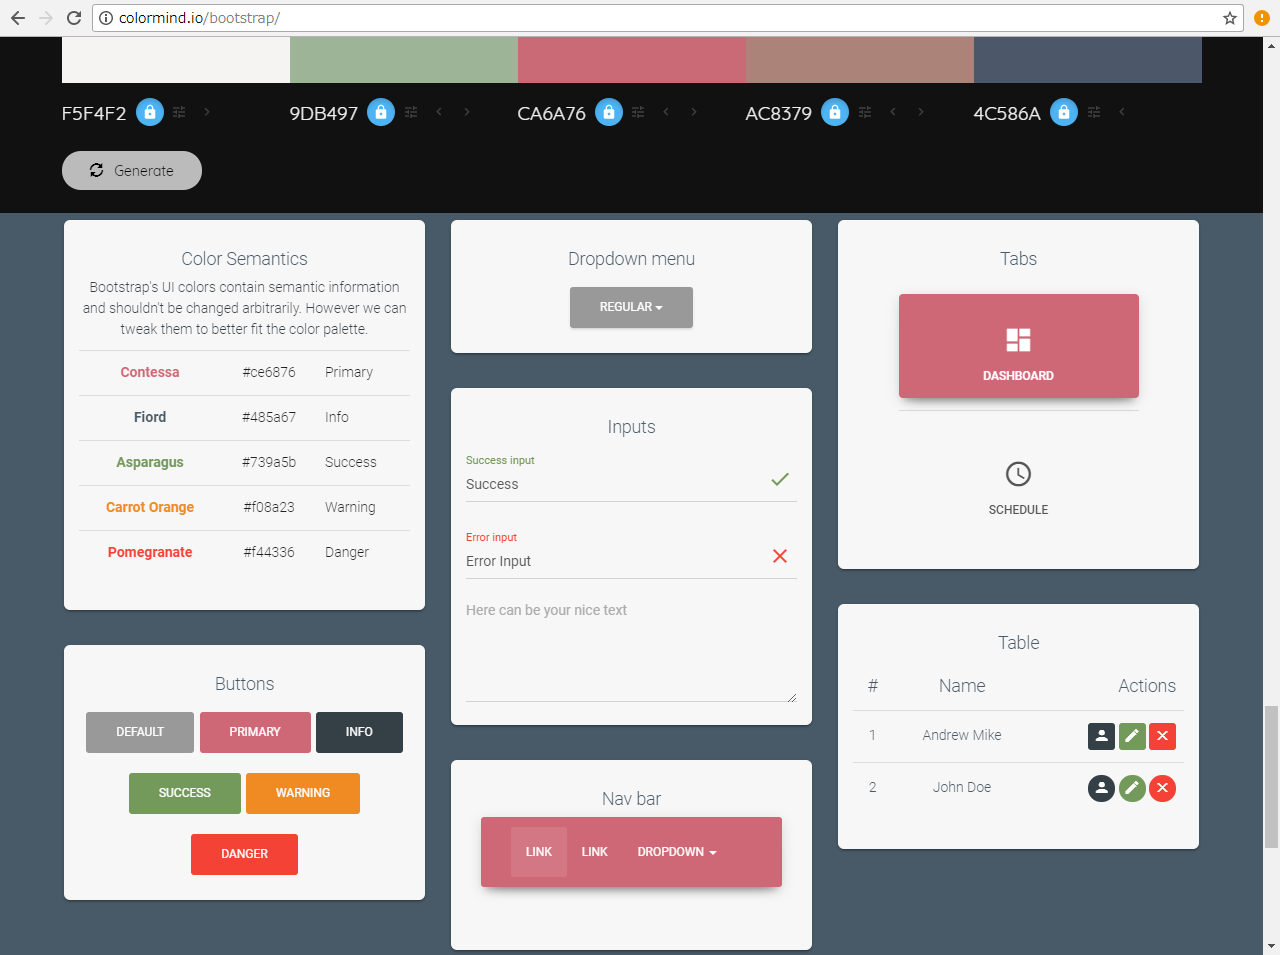 colormind.io/bootstrap/
F5F4F2
9DB497
CA6A76
AC8379
4C586A
Generate
Color Semantics
Bootstrap's UI colors contain semantic information
and shouldn't be changed arbitrarily. However we can
tweak them to better fit the color palette.
Contessa #ce6876 Primary
Fiord #485a67 Info
Asparagus #739a5b Success
Carrot Orange #f08a23 Warning
Pomegranate #f44336 Danger
Buttons
DEFAULT PRIMARY INFO
SUCCESS WARNING
DANGER
Dropdown menu
REGULAR
Inputs
Success input
Success
Error input
Error Input
Here can be your nice text
Nav bar
LINK LINK DROPDOWN
Tabs
DASHBOARD
SCHEDULE
Table
# Name Actions
1 Andrew Mike
2 John Doe